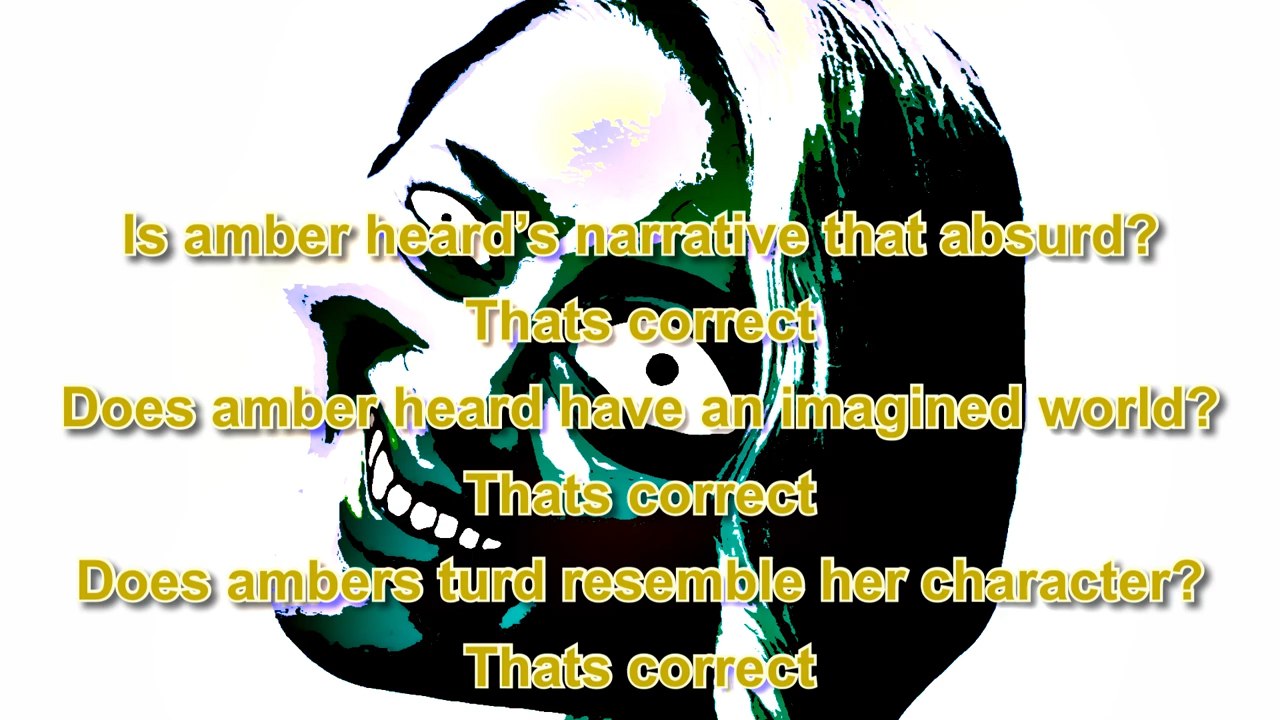 Is amber heard’s narrative that absurd?
Thats correct
Does amber heard have an imagined world?
Thats correct
Does ambers turd resemble her character?
Thats correct